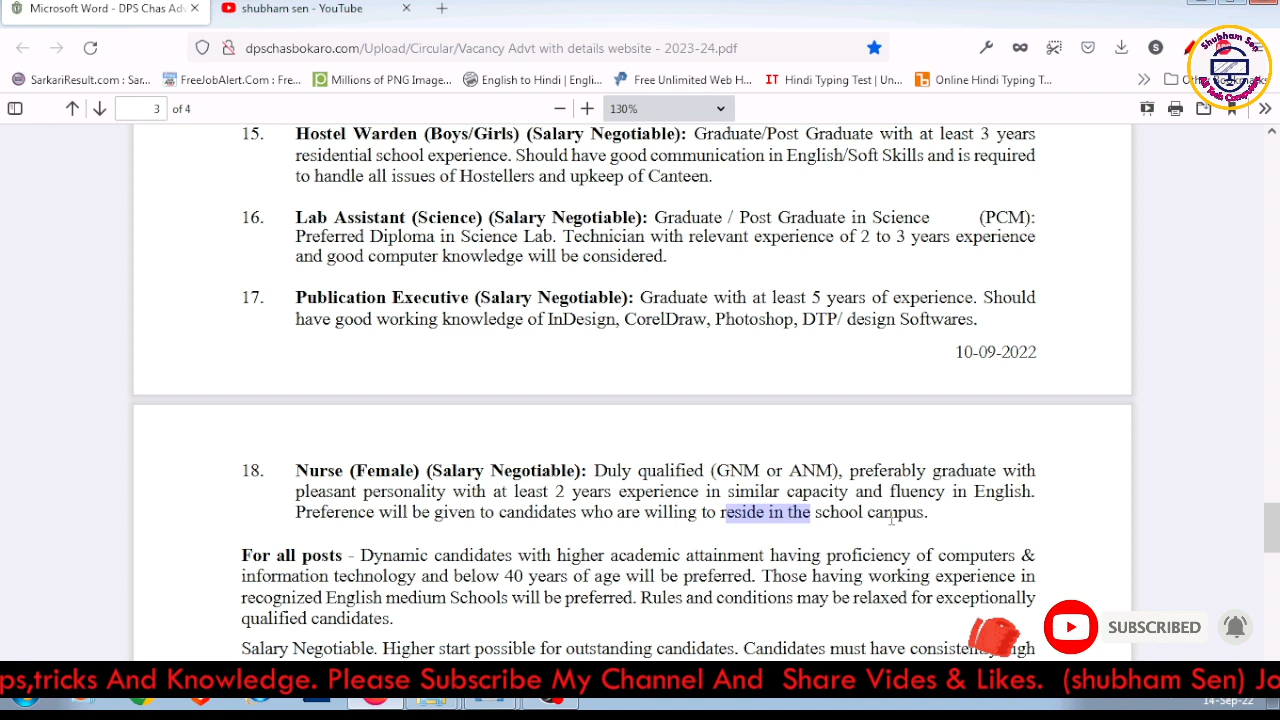 Microsoft Word - DPS Chas Adv
shubham sen - YouTube
dpschasbokaro.com/Upload/Circular/Vacancy Alert with details website - 2023-24.pdf
SarkariResult.com : Sar...
FreeJobAlert.Com : Fre...
Millions of PNG Image...
English to Hindi | Engli...
Free Unlimited Web H...
Hindi Typing Test | Un...
Online Hindi Typing T...
Shubham Sen
3 of 4
130%
15. Hostel Warden (Boys/Girls) (Salary Negotiable): Graduate/Post Graduate with at least 3 years
residential school experience. Should have good communication in English/Soft Skills and is required
to handle all issues of Hostellers and upkeep of Canteen.
16. Lab Assistant (Science) (Salary Negotiable): Graduate / Post Graduate in Science (PCM):
Preferred Diploma in Science Lab. Technician with relevant experience of 2 to 3 years experience
and good computer knowledge will be considered.
17. Publication Executive (Salary Negotiable): Graduate with at least 5 years of experience. Should
have good working knowledge of InDesign, CorelDraw, Photoshop, DTP/ design Softwares.
10-09-2022
18. Nurse (Female) (Salary Negotiable): Duly qualified (GNM or ANM), preferably graduate with
pleasant personality with at least 2 years experience in similar capacity and fluency in English.
Preference will be given to candidates who are willing to reside in the school campus.
For all posts - Dynamic candidates with higher academic attainment having proficiency of computers &
information technology and below 40 years of age will be preferred. Those having working experience in
recognized English medium Schools will be preferred. Rules and conditions may be relaxed for exceptionally
qualified candidates.
SUBSCRIBED
Salary Negotiable. Higher start possible for outstanding candidates. Candidates must have consistently high
ps,tricks And Knowledge. Please Subscribe My Channel And Share Videos & Likes. (shubham Sen) Jo
14-Sep-22